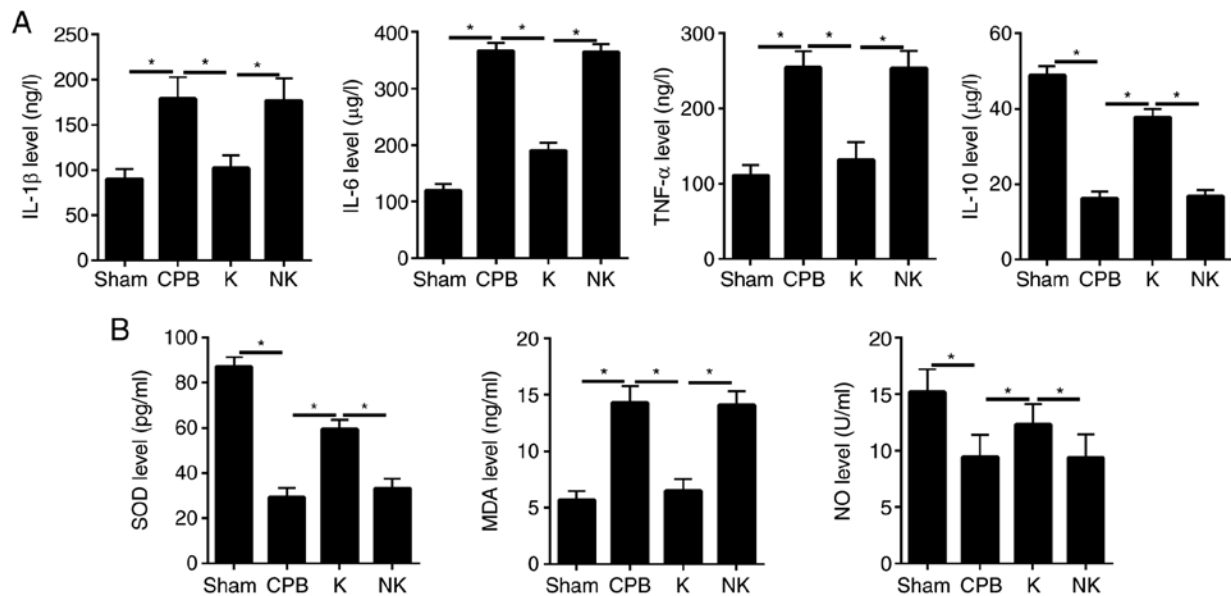 A
IL-1β level (ng/l)
250
200
150
100
50
0
* * *
Sham CPB K NK
IL-6 level (μg/l)
400
300
200
100
0
* * *
Sham CPB K NK
TNF-α level (ng/l)
300
200
100
0
* * *
Sham CPB K NK
IL-10 level (μg/l)
60
40
20
0
* * *
Sham CPB K NK
B
SOD level (pg/ml)
100
80
60
40
20
0
* * *
Sham CPB K NK
MDA level (ng/ml)
20
15
10
5
0
* * *
Sham CPB K NK
NO level (U/ml)
20
15
10
5
0
* * *
Sham CPB K NK